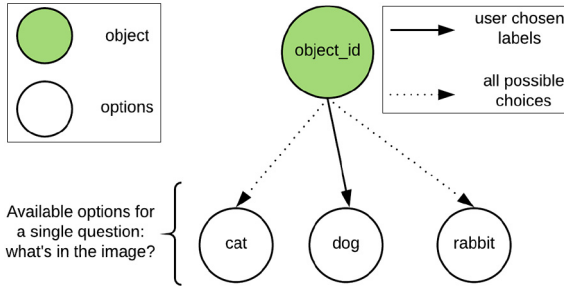 object
options
object_id
user chosen
labels
all possible
choices
Available options for
a single question:
what's in the image?
cat
dog
rabbit